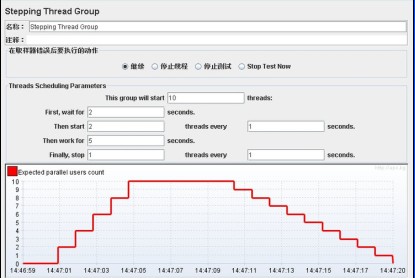 Stepping Thread Group
名称： Stepping Thread Group
注释：
在取样器错误后要执行的动作
继续 停止线程 停止测试 Stop Test Now
Threads Scheduling Parameters
This group will start 10 threads:
First, wait for 2 seconds.
Then start 2 threads every 1 seconds.
Then work for 5 seconds.
Finally, stop 1 threads every 1 seconds.
Expected parallel users count
10
9
8
7
6
5
4
3
2
1
0
14:46:59 14:47:01 14:47:03 14:47:05 14:47:07 14:47:09 14:47:11 14:47:13 14:47:15 14:47:17 14:47:20